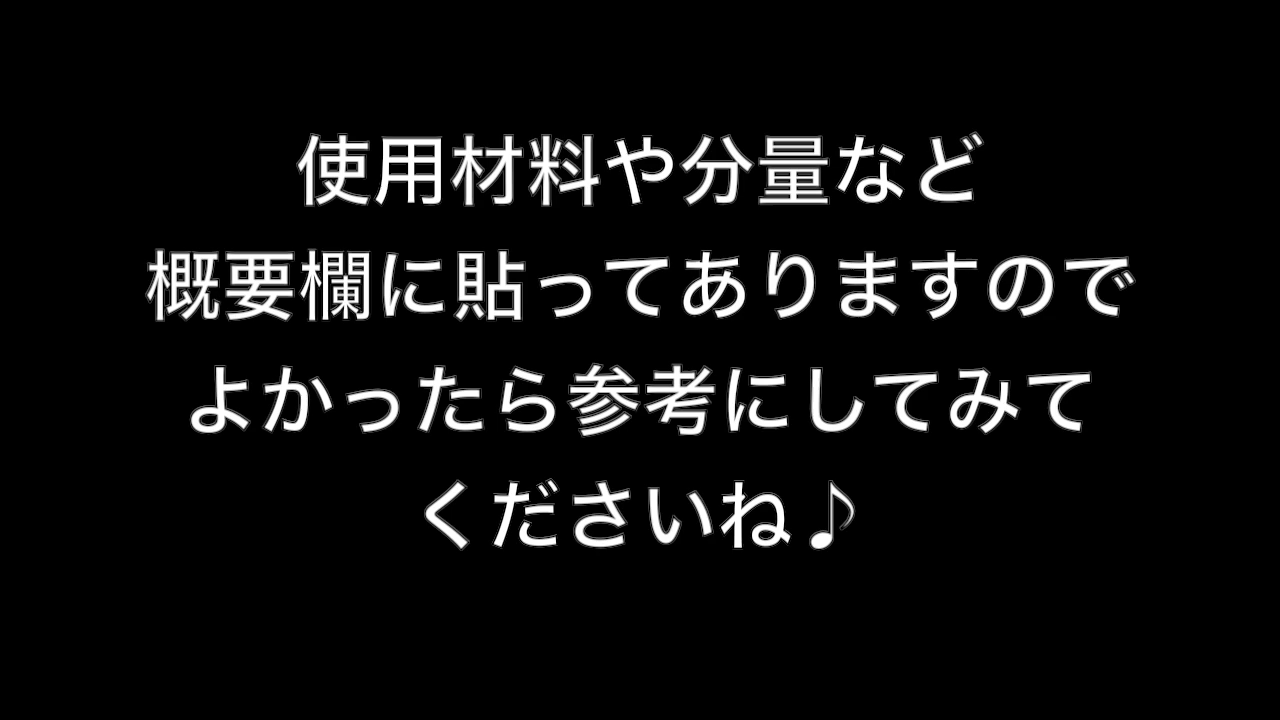 使用材料や分量など
概要欄に貼ってありますので
よかったら参考にしてみて
くださいね♪